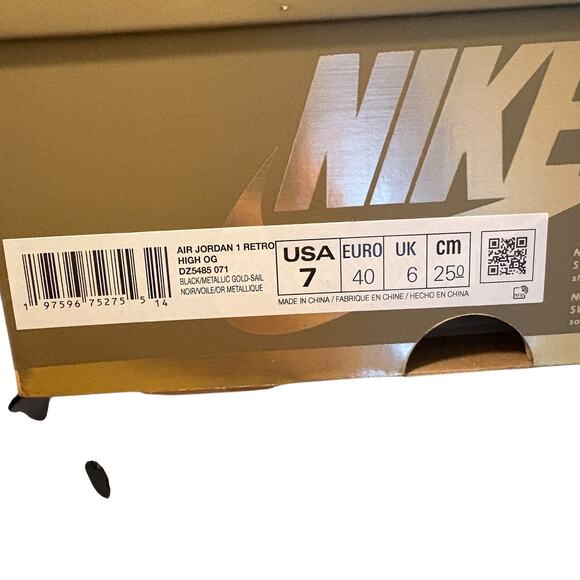 NIKE
AIR JORDAN 1 RETRO
HIGH OG
DZ5485 071
BLACK/METALLIC GOLD-SAIL
NOIR/VOILE/OR METALLIQUE
1 97596 75275 5 14
USA EURO UK cm
7 40 6 25.0
MADE IN CHINA / FABRIQUE EN CHINE / HECHO EN CHINA